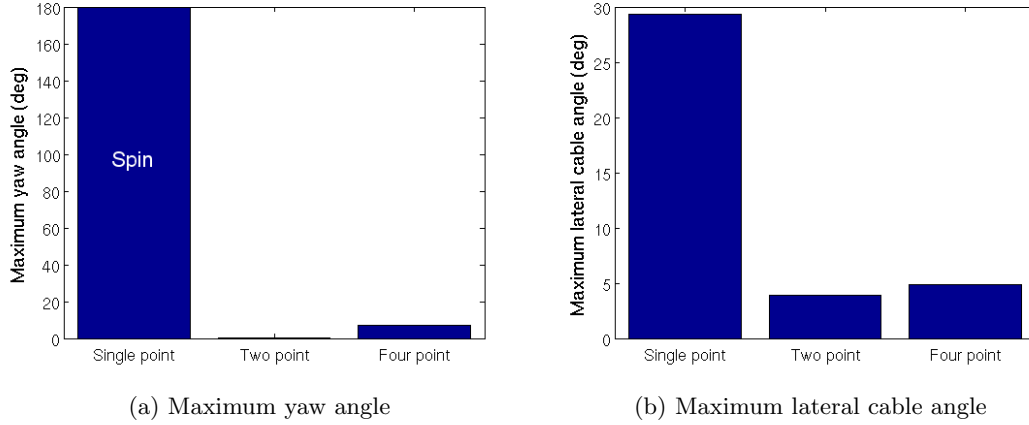 Maximum yaw angle (deg)
180
160
140
120
100
80
60
40
20
0
Spin
Single point
Two point
Four point
(a) Maximum yaw angle
Maximum lateral cable angle (deg)
30
25
20
15
10
5
0
Single point
Two point
Four point
(b) Maximum lateral cable angle